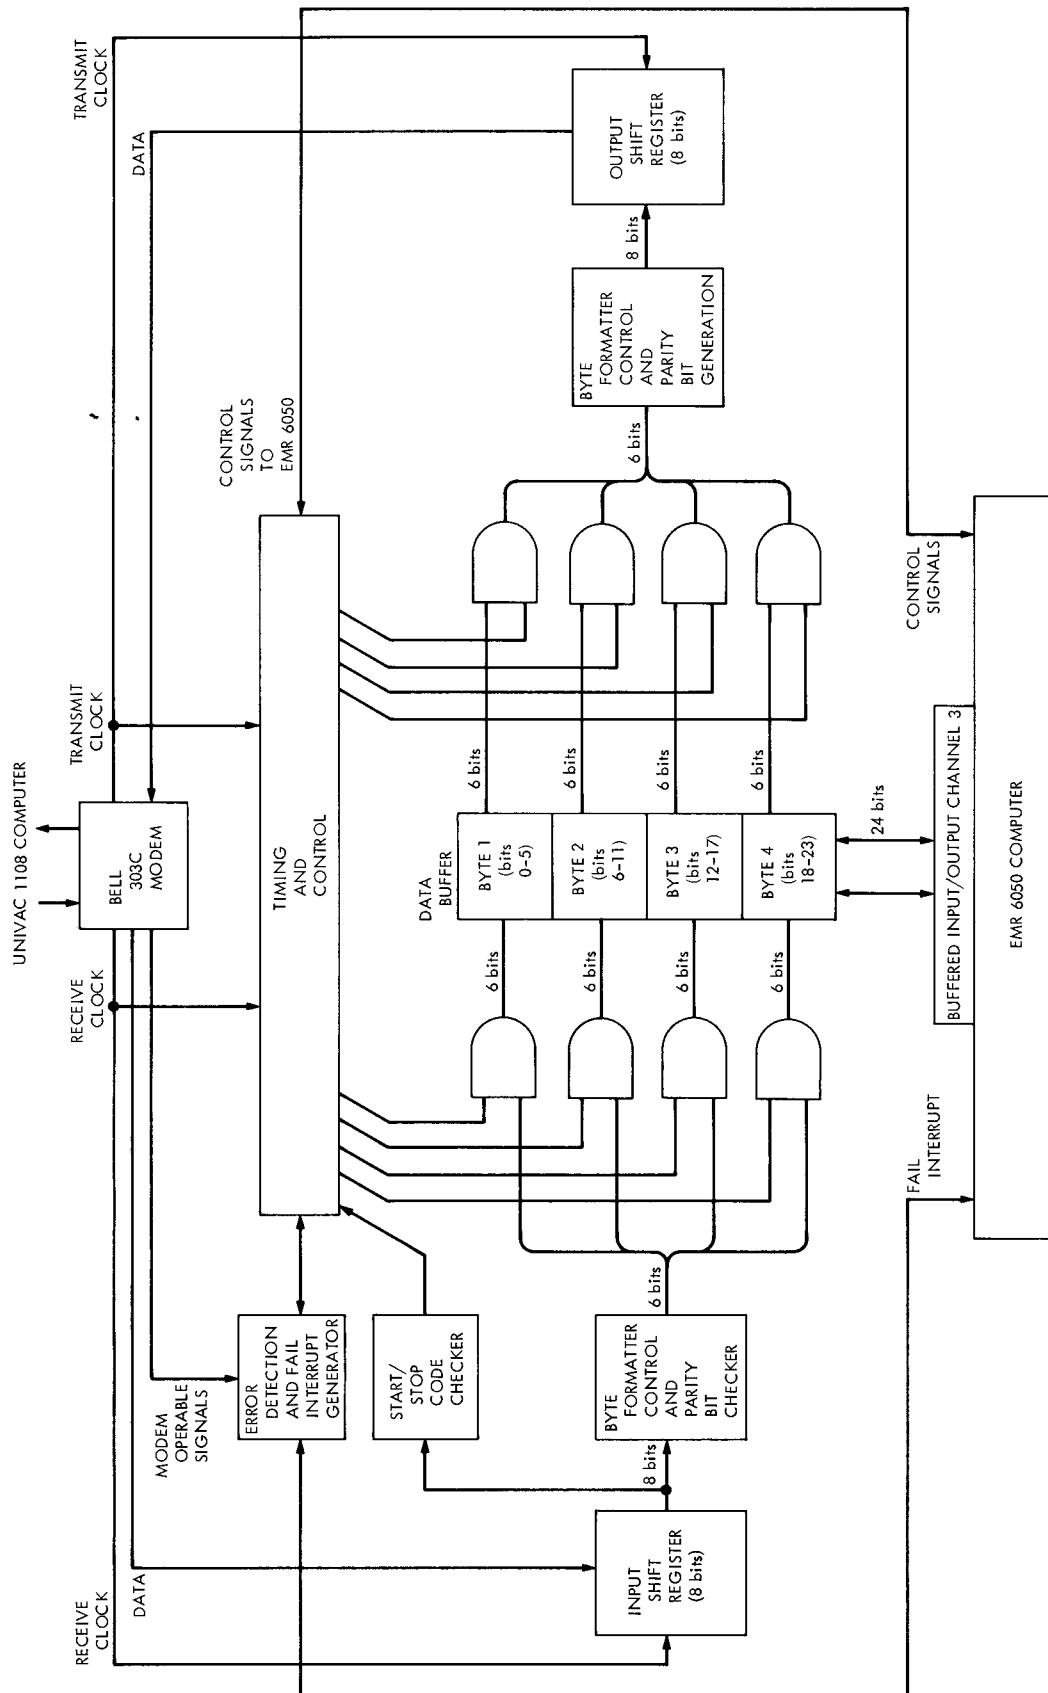 UNIVAC 1108 COMPUTER
RECEIVE
CLOCK
DATA
MODEM
OPERABLE
SIGNALS
RECEIVE
CLOCK
BELL
303C
MODEM
TRANSMIT
CLOCK
DATA
TRANSMIT
CLOCK
ERROR
DETECTION
AND FAIL
INTERRUPT
GENERATOR
TIMING
AND
CONTROL
CONTROL
SIGNALS
TO
EMR 6050
START/
STOP
CODE
CHECKER
INPUT
SHIFT
REGISTER
(8 bits)
8 bits
BYTE
FORMATTER
CONTROL
AND
PARITY
BIT
CHECKER
6 bits
6 bits
6 bits
6 bits
6 bits
DATA
BUFFER
BYTE 1
(bits
0-5)
BYTE 2
(bits
6-11)
BYTE 3
(bits
12-17)
BYTE 4
(bits
18-23)
6 bits
6 bits
6 bits
6 bits
6 bits
BYTE
FORMATTER
CONTROL
AND
PARITY
BIT
GENERATION
8 bits
OUTPUT
SHIFT
REGISTER
(8 bits)
24 bits
FAIL
INTERRUPT
BUFFERED INPUT/OUTPUT CHANNEL 3
CONTROL
SIGNALS
EMR 6050 COMPUTER